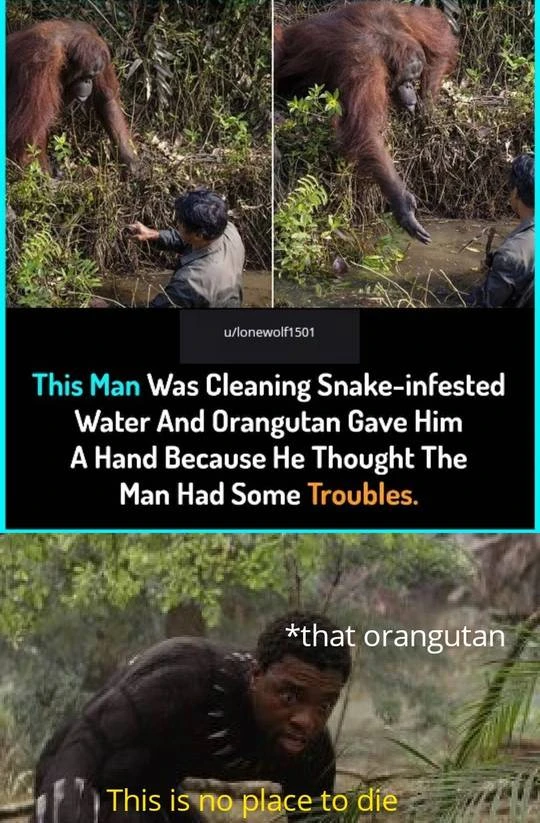 u/lonewolf1501
This Man Was Cleaning Snake-infested
Water And Orangutan Gave Him
A Hand Because He Thought The
Man Had Some Troubles.
*that orangutan
This is no place to die